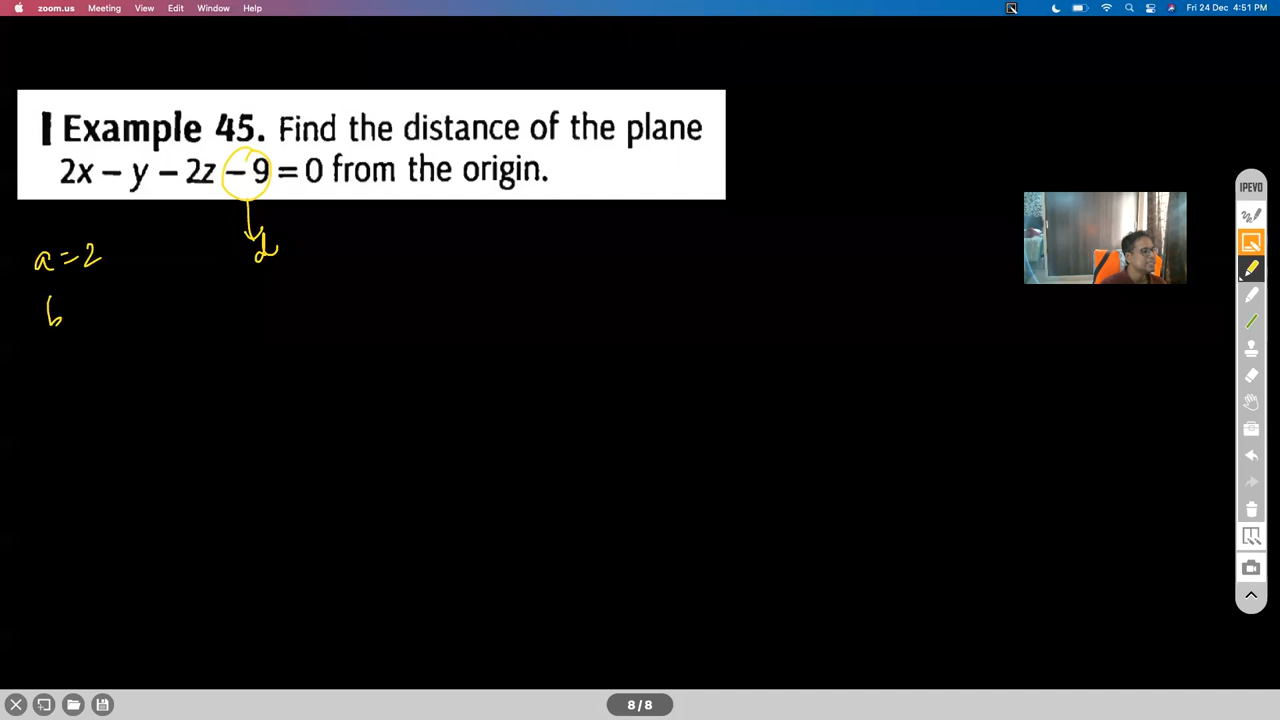 zoom.us Meeting View Edit Window Help Fri 24 Dec 4:51 PM
Example 45. Find the distance of the plane
2x – y – 2z – 9 = 0 from the origin.
IPEVO
d
a = 2
b
8 / 8